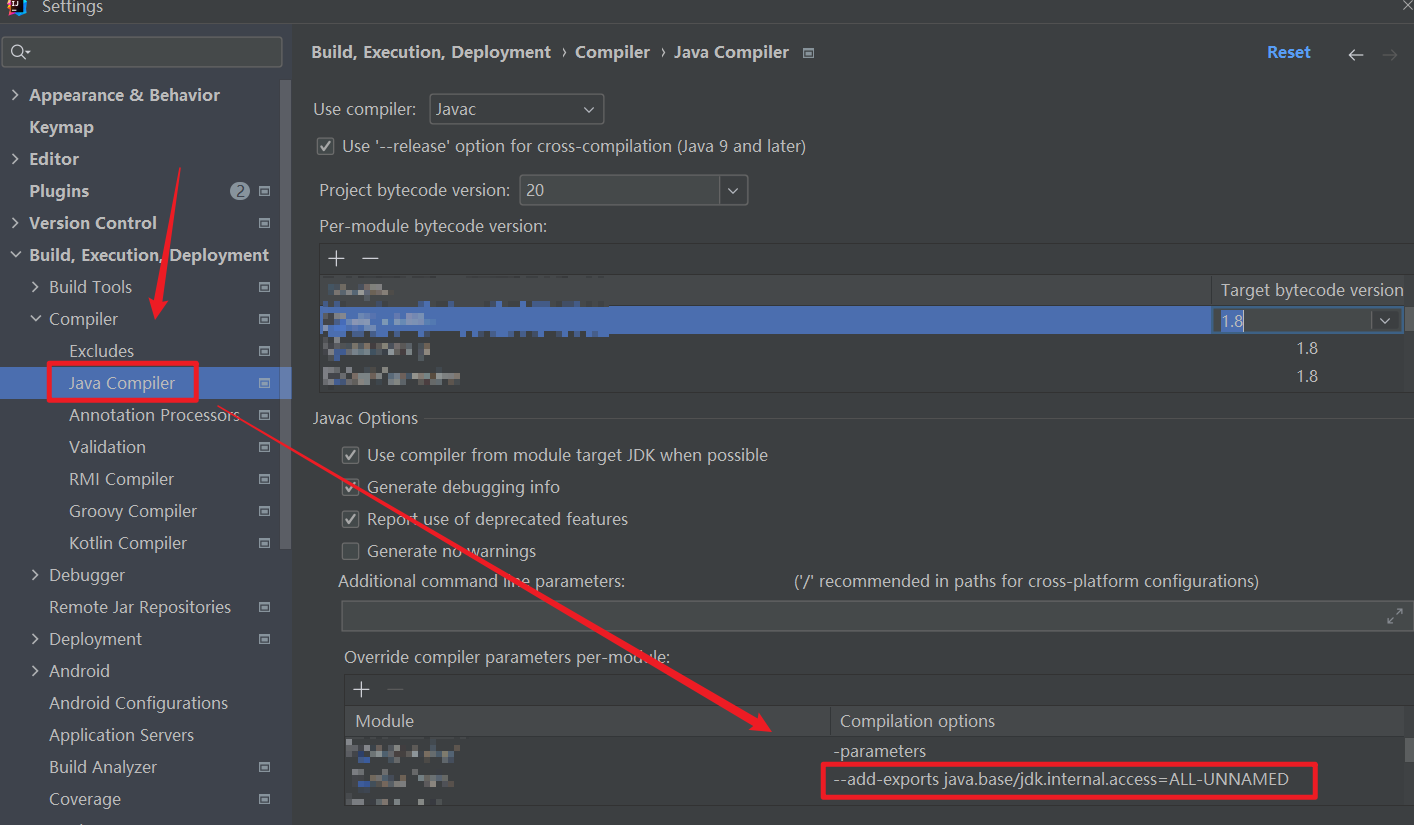 Settings
Build, Execution, Deployment › Compiler › Java Compiler
Reset
Appearance & Behavior
Keymap
Editor
Plugins 2
Version Control
Build, Execution, Deployment
Build Tools
Compiler
Excludes
Java Compiler
Annotation Processors
Validation
RMI Compiler
Groovy Compiler
Kotlin Compiler
Debugger
Remote Jar Repositories
Deployment
Android
Android Configurations
Application Servers
Build Analyzer
Coverage
Use compiler: Javac
Use '--release' option for cross-compilation (Java 9 and later)
Project bytecode version: 20
Per-module bytecode version:
Target bytecode version
1.8
1.8
1.8
Javac Options
Use compiler from module target JDK when possible
Generate debugging info
Report use of deprecated features
Generate no warnings
Additional command line parameters: ('/' recommended in paths for cross-platform configurations)
Override compiler parameters per-module:
Module Compilation options
-parameters
--add-exports java.base/jdk.internal.access=ALL-UNNAMED